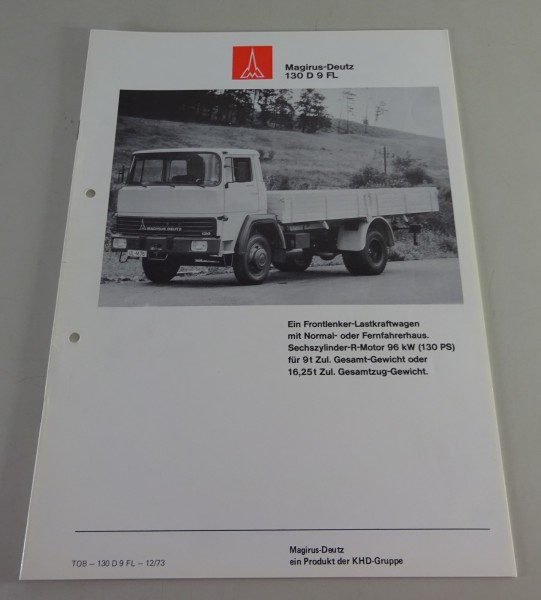 Magirus-Deutz
130 D 9 FL
MAGIRUS-DEUTZ
Ein Frontlenker-Lastkraftwagen
mit Normal- oder Fernfahrerhaus.
Sechszylinder-R-Motor 96 kW (130 PS)
für 9t Zul. Gesamt-Gewicht oder
16,25t Zul. Gesamtzug-Gewicht.
TOB – 130 D 9 FL – 12/73
Magirus-Deutz
ein Produkt der KHD-Gruppe